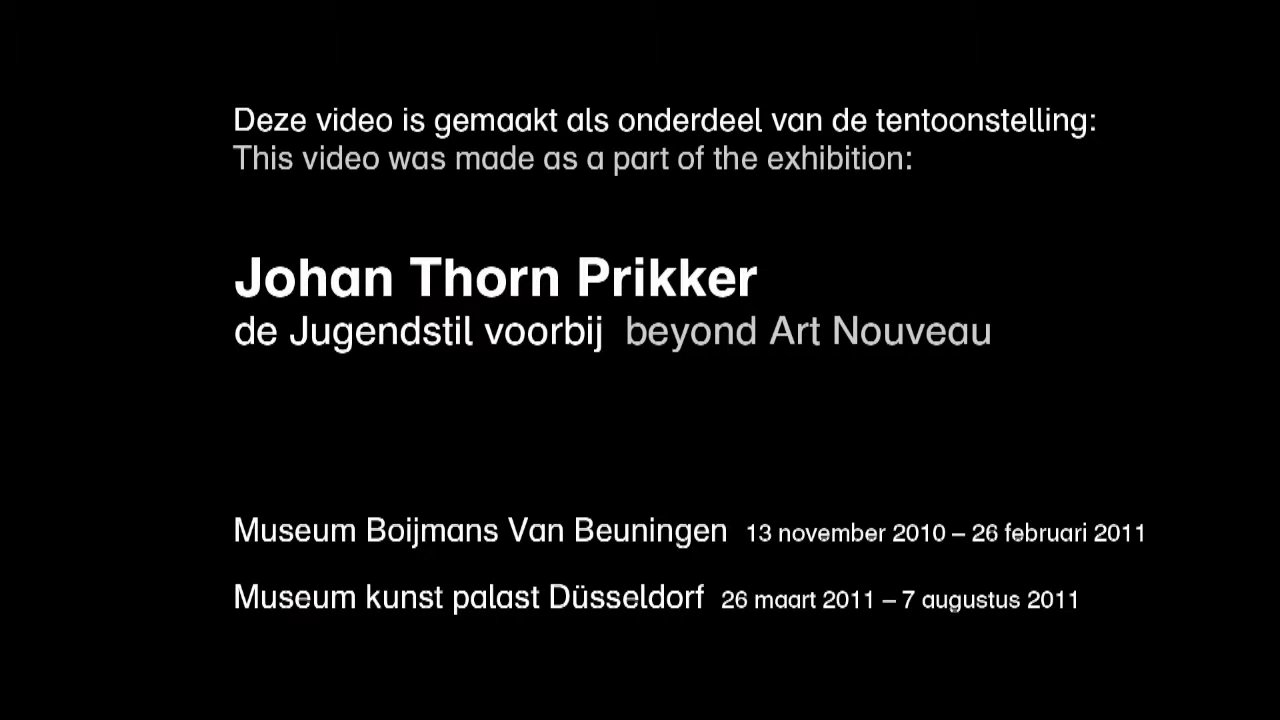 Deze video is gemaakt als onderdeel van de tentoonstelling:
This video was made as a part of the exhibition:
Johan Thorn Prikker
de Jugendstil voorbij beyond Art Nouveau
Museum Boijmans Van Beuningen 13 november 2010 – 26 februari 2011
Museum kunst palast Düsseldorf 26 maart 2011 – 7 augustus 2011